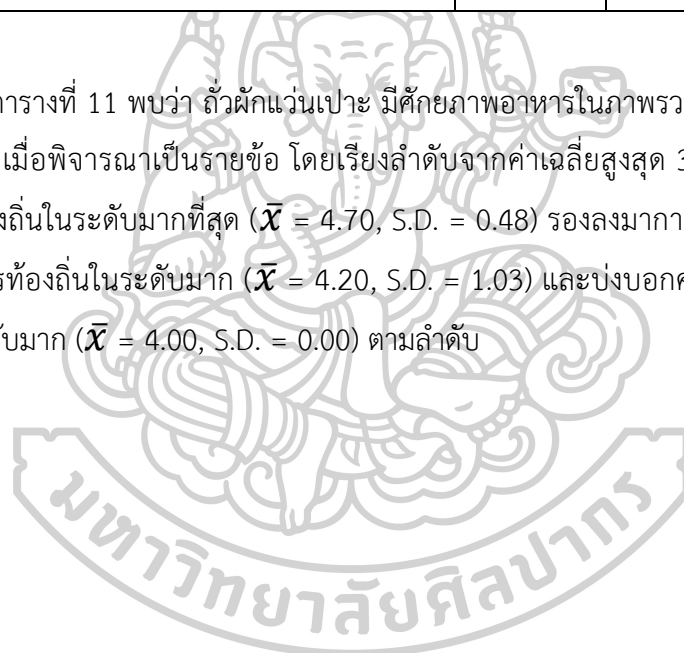 ารางที่ 11 พบว่า ถั่วผักแว่นเปาะ มีศักยภาพอาหารในภาพรว
เมื่อพิจารณาเป็นรายข้อ โดยเรียงลำดับจากค่าเฉลี่ยสูงสุด 3
งถิ่นในระดับมากที่สุด (x̄ = 4.70, S.D. = 0.48) รองลงมากา
รท้องถิ่นในระดับมาก (x̄ = 4.20, S.D. = 1.03) และบ่งบอกค
ับมาก (x̄ = 4.00, S.D. = 0.00) ตามลำดับ
มหาวิทยาลัยศิลปากร